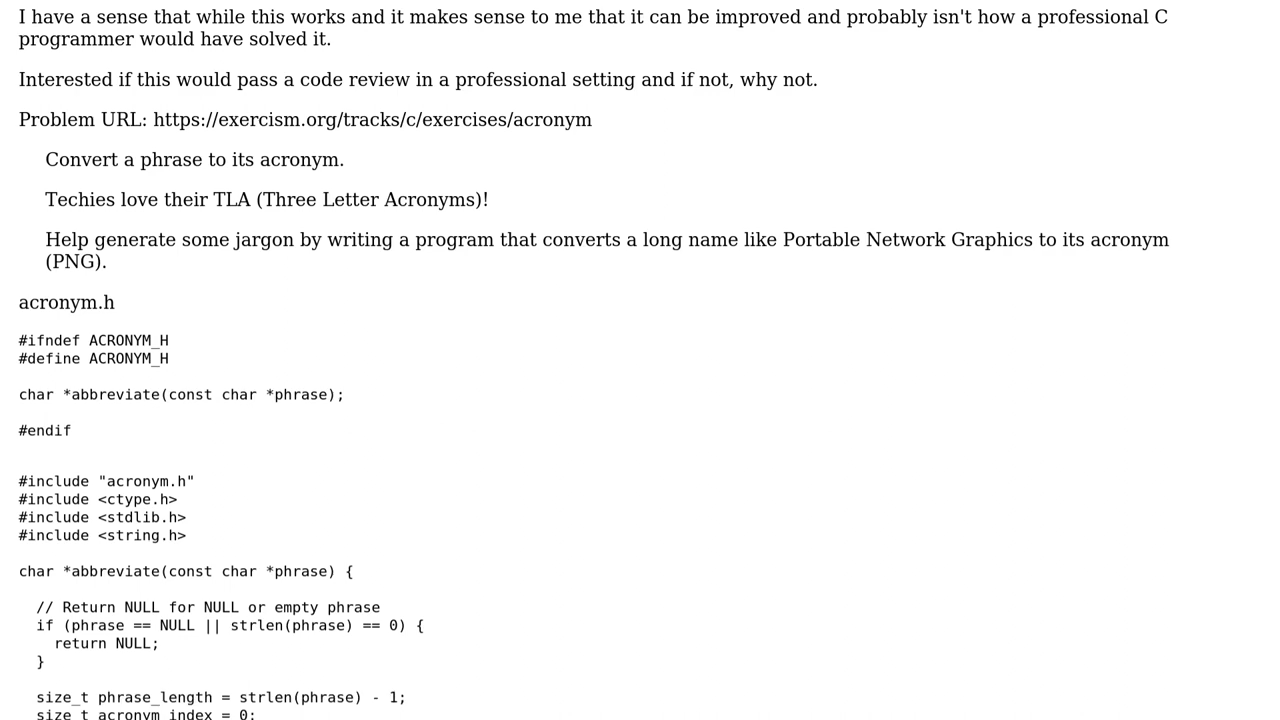 I have a sense that while this works and it makes sense to me that it can be improved and probably isn't how a professional C
programmer would have solved it.
Interested if this would pass a code review in a professional setting and if not, why not.
Problem URL: https://exercism.org/tracks/c/exercises/acronym
Convert a phrase to its acronym.
Techies love their TLA (Three Letter Acronyms)!
Help generate some jargon by writing a program that converts a long name like Portable Network Graphics to its acronym
(PNG).
acronym.h
#ifndef ACRONYM_H
#define ACRONYM_H
char *abbreviate(const char *phrase);
#endif
#include "acronym.h"
#include <ctype.h>
#include <stdlib.h>
#include <string.h>
char *abbreviate(const char *phrase) {
  // Return NULL for NULL or empty phrase
  if (phrase == NULL || strlen(phrase) == 0) {
    return NULL;
  }
  size_t phrase_length = strlen(phrase) - 1;
  size_t acronym_index = 0;